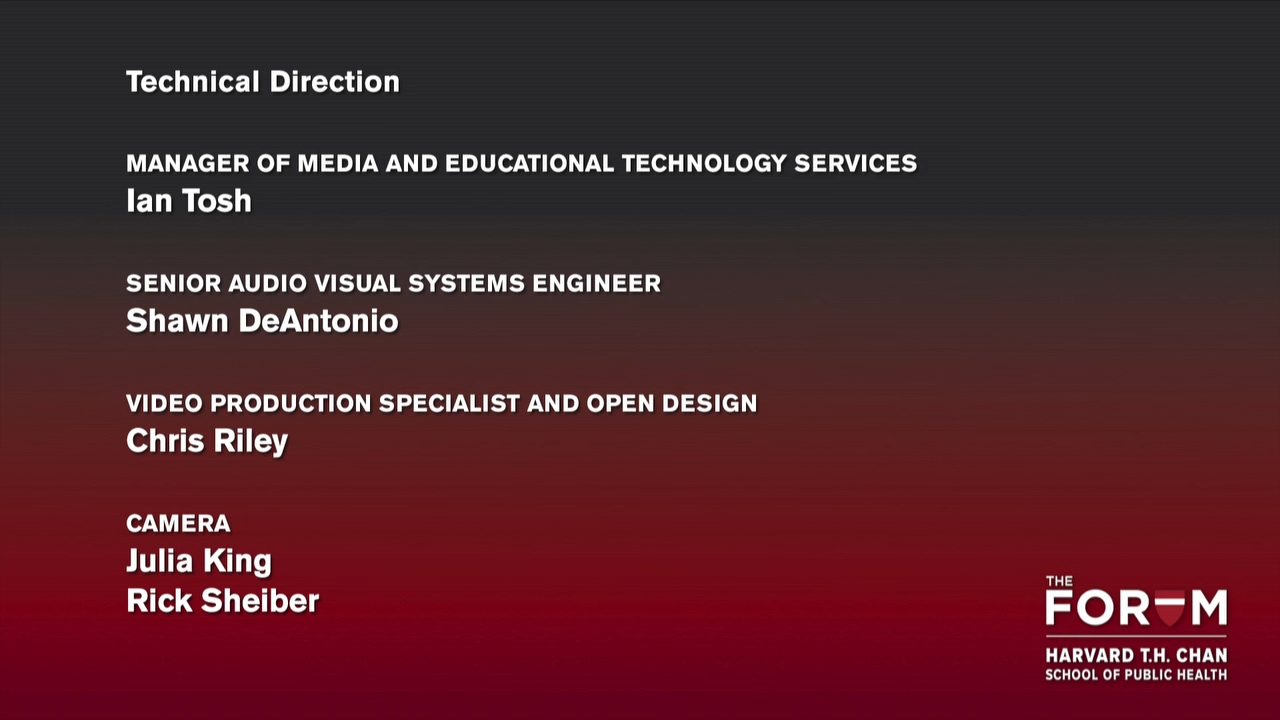 Technical Direction
MANAGER OF MEDIA AND EDUCATIONAL TECHNOLOGY SERVICES
Ian Tosh
SENIOR AUDIO VISUAL SYSTEMS ENGINEER
Shawn DeAntonio
VIDEO PRODUCTION SPECIALIST AND OPEN DESIGN
Chris Riley
CAMERA
Julia King
Rick Sheiber
THE
FORUM
HARVARD T.H. CHAN
SCHOOL OF PUBLIC HEALTH